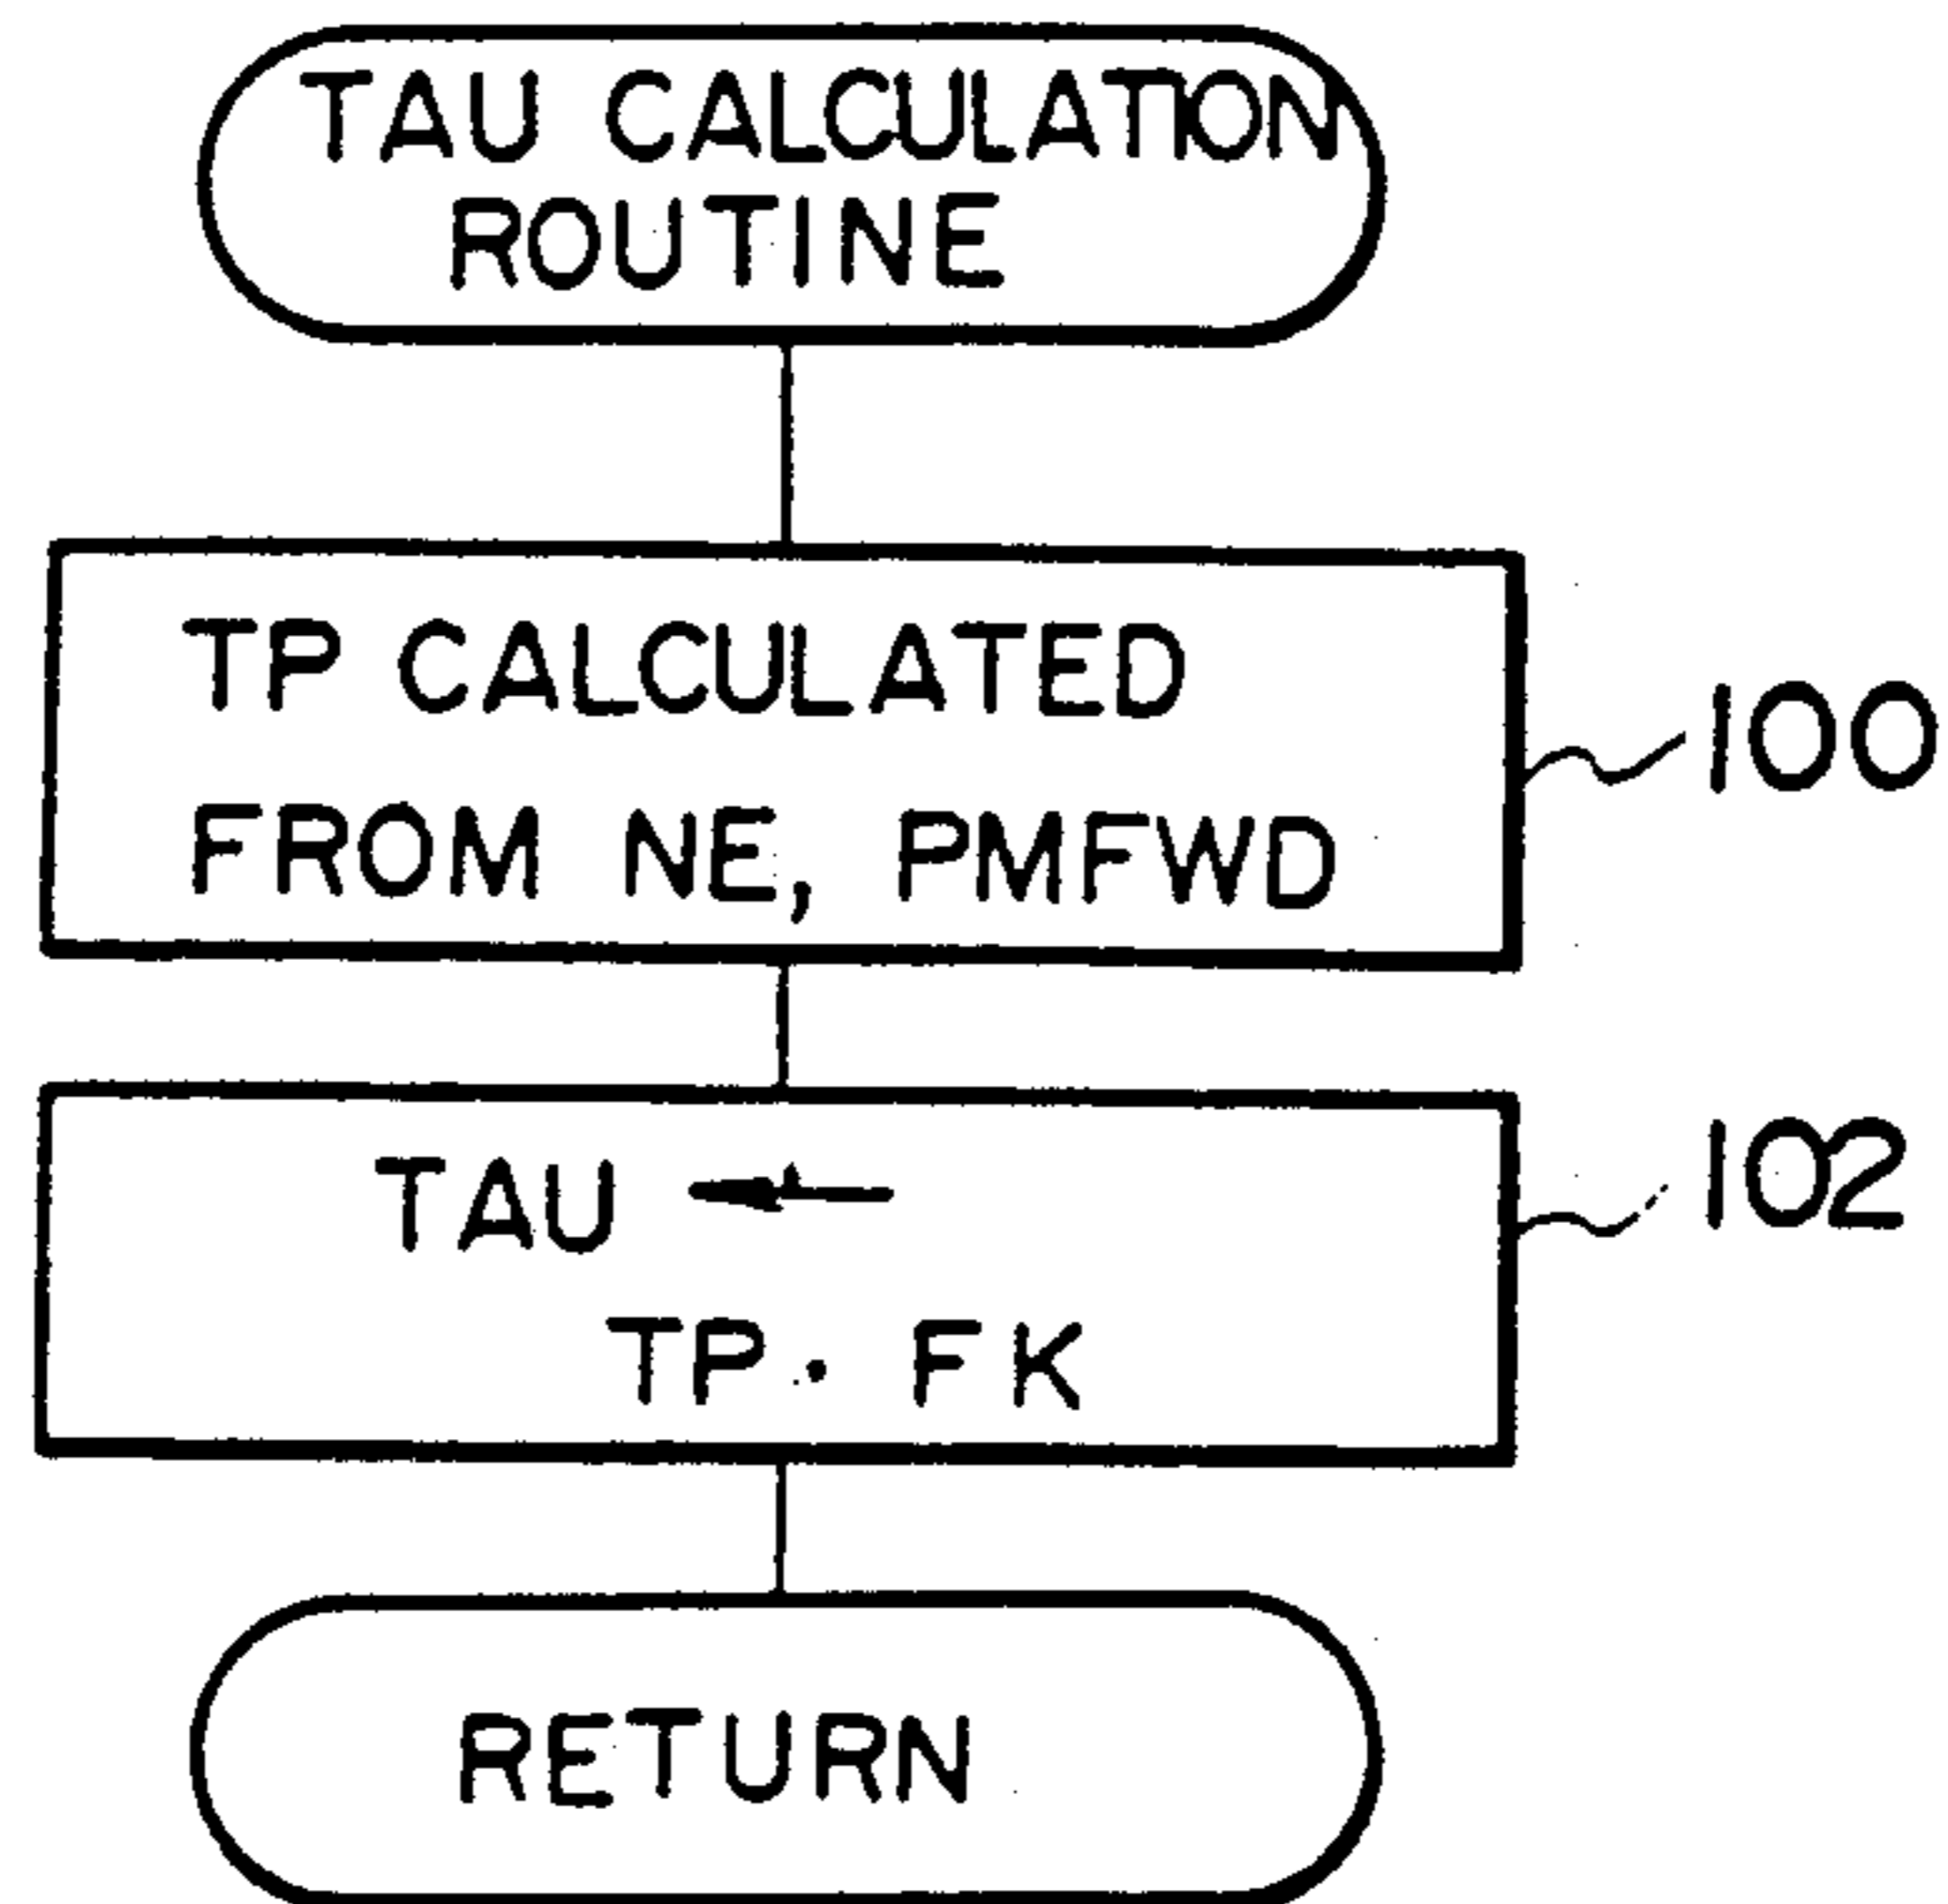 TAU CALCULATION
ROUTINE
TP CALCULATED
FROM NE, PMFWD
100
TAU ←
TP · FK
102
RETURN